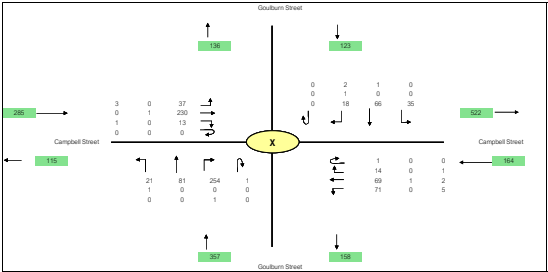 Goulburn Street
136 123
0 2 1 0
0 1 0 0
0 18 66 35
3 0 37
0 1 230
0 0 13
0 0 0
285 522
Campbell Street X Campbell Street
115 164
21 81 254 1
1 0 0 0
0 0 1 0
1 0 0
14 0 1
69 1 2
71 0 5
357 158
Goulburn Street